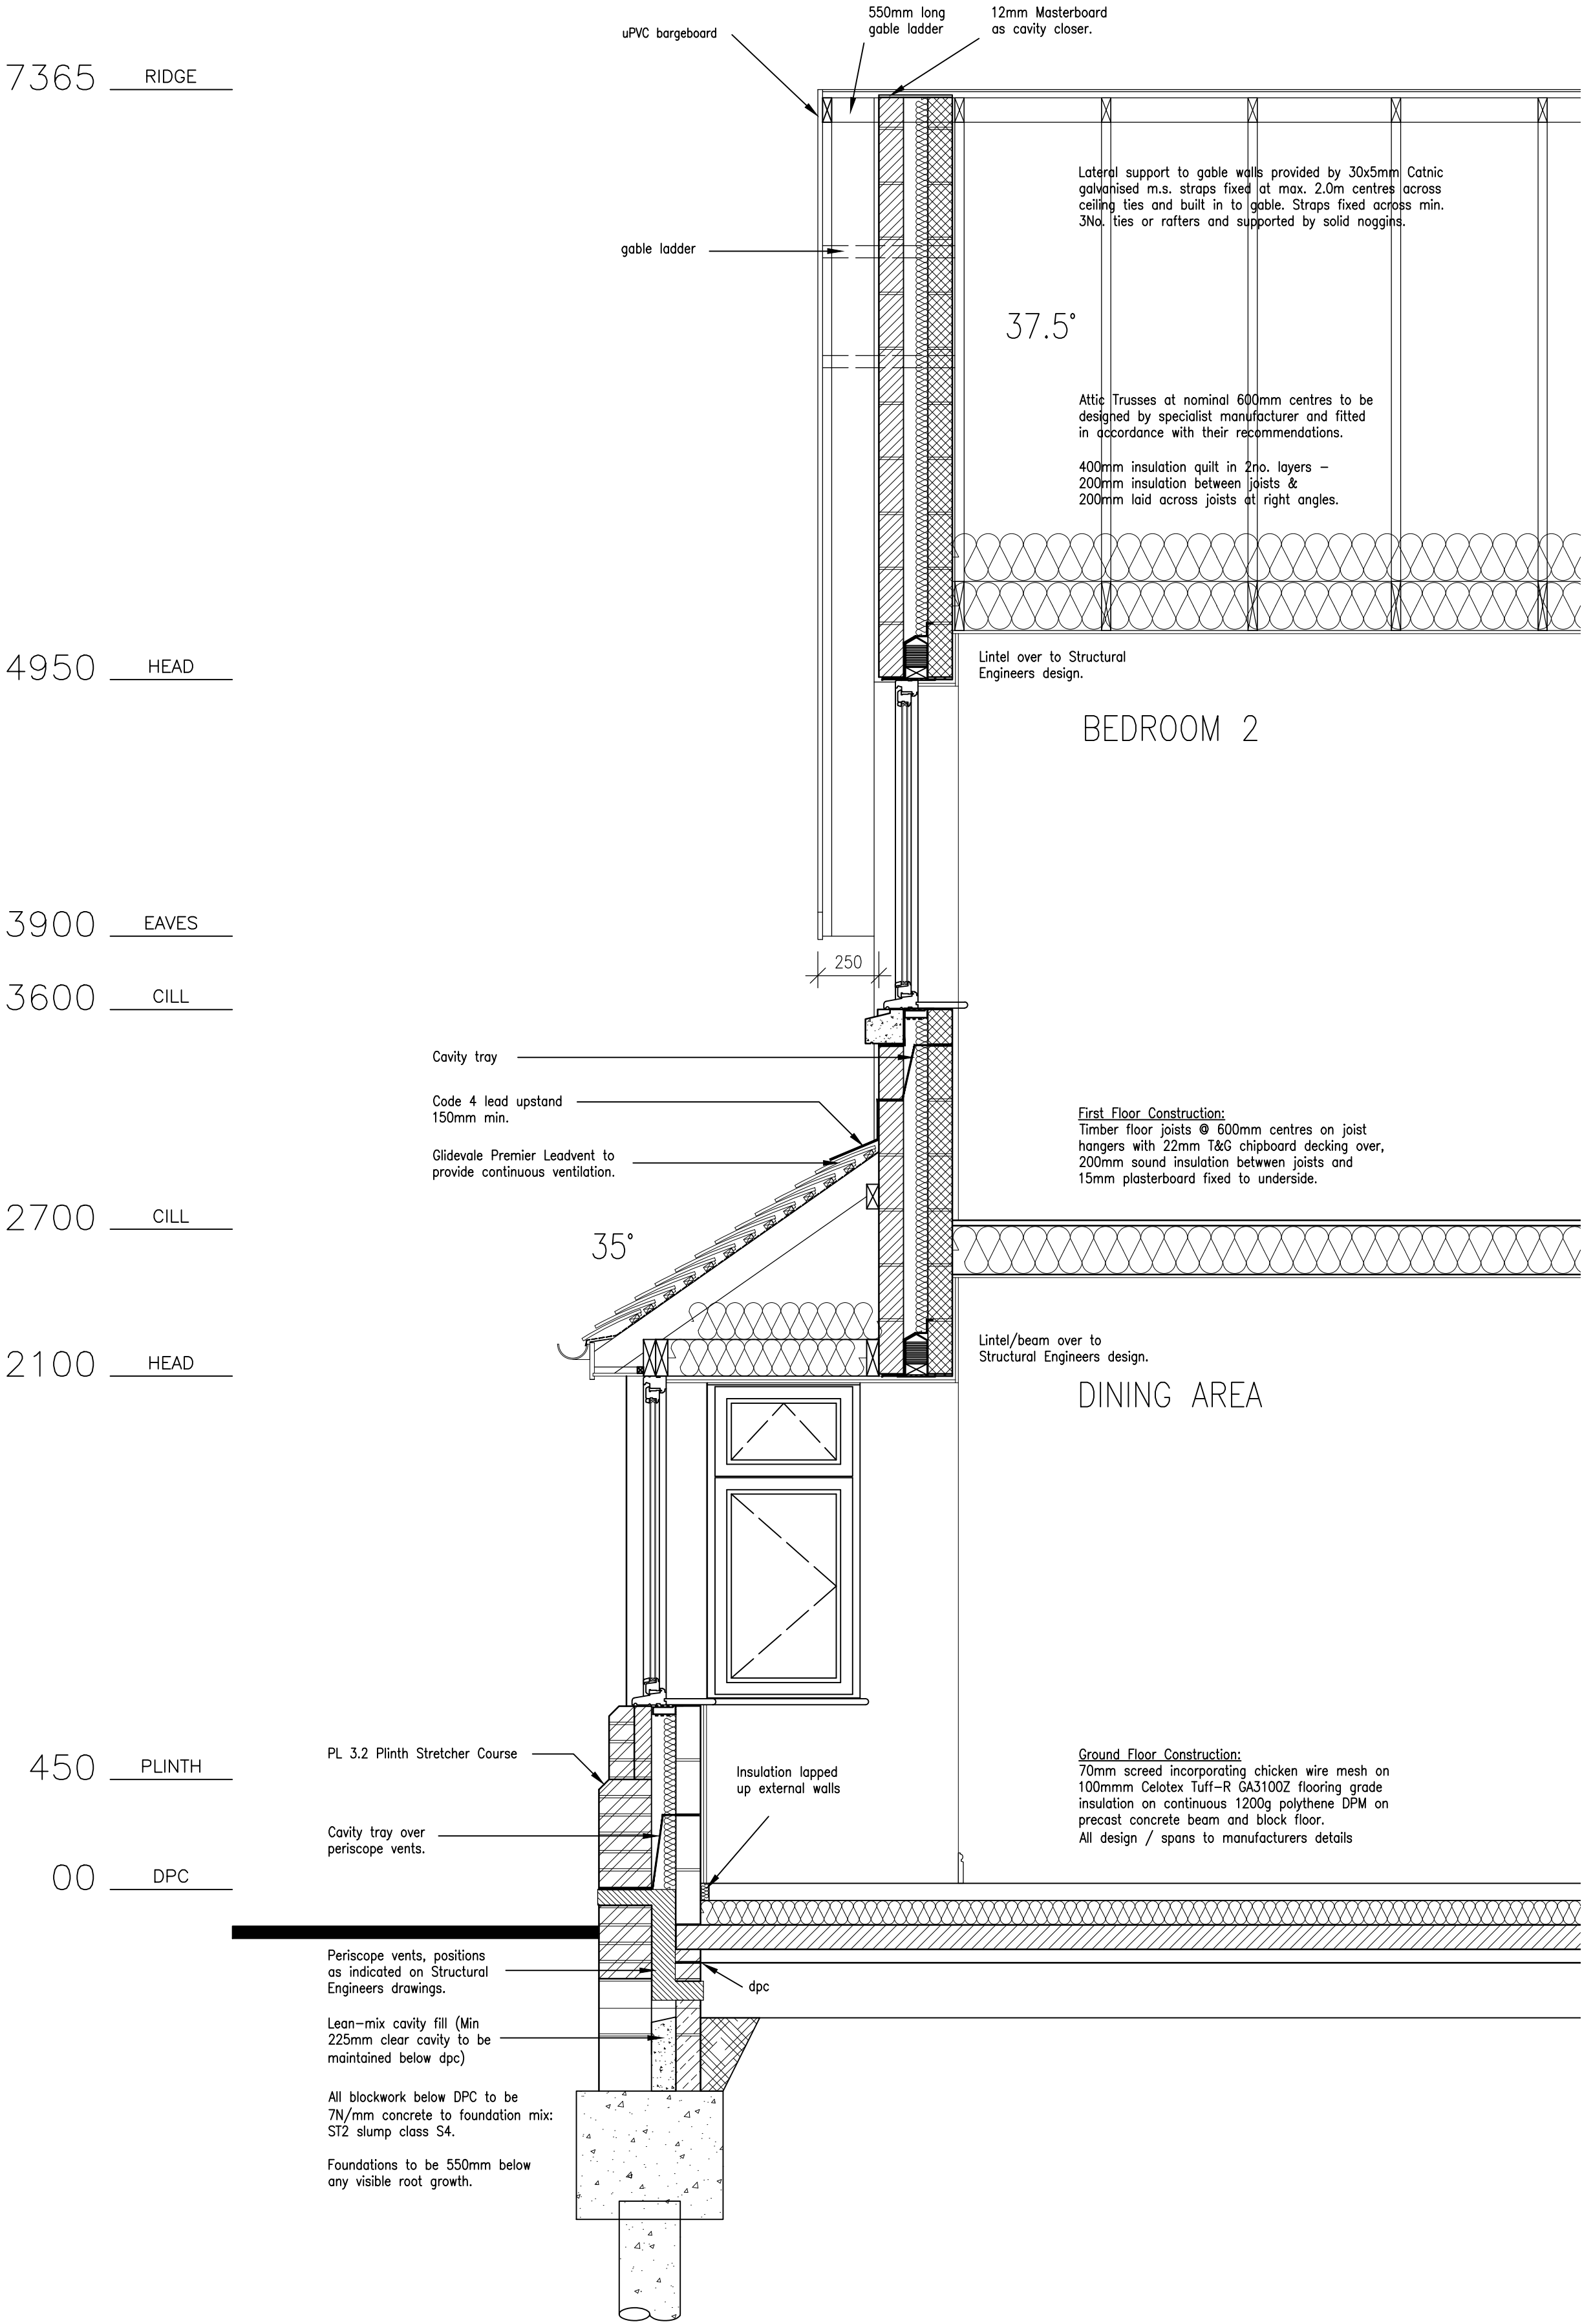 uPVC bargeboard
550mm long
gable ladder
12mm Masterboard
as cavity closer.
7365 RIDGE
Lateral support to gable walls provided by 30x5mm Catnic
galvanised m.s. straps fixed at max. 2.0m centres across
ceiling ties and built in to gable. Straps fixed across min.
3No. ties or rafters and supported by solid noggins.
gable ladder
37.5°
Attic Trusses at nominal 600mm centres to be
designed by specialist manufacturer and fitted
in accordance with their recommendations.
400mm insulation quilt in 2no. layers –
200mm insulation between joists &
200mm laid across joists at right angles.
4950 HEAD
Lintel over to Structural
Engineers design.
BEDROOM 2
3900 EAVES
250
3600 CILL
Cavity tray
Code 4 lead upstand
150mm min.
Glidevale Premier Leadvent to
provide continuous ventilation.
First Floor Construction:
Timber floor joists @ 600mm centres on joist
hangers with 22mm T&G chipboard decking over,
200mm sound insulation betwwen joists and
15mm plasterboard fixed to underside.
2700 CILL
35°
2100 HEAD
Lintel/beam over to
Structural Engineers design.
DINING AREA
450 PLINTH
PL 3.2 Plinth Stretcher Course
Insulation lapped
up external walls
Ground Floor Construction:
70mm screed incorporating chicken wire mesh on
100mmm Celotex Tuff-R GA3100Z flooring grade
insulation on continuous 1200g polythene DPM on
precast concrete beam and block floor.
All design / spans to manufacturers details
Cavity tray over
periscope vents.
00 DPC
Periscope vents, positions
as indicated on Structural
Engineers drawings.
dpc
Lean-mix cavity fill (Min
225mm clear cavity to be
maintained below dpc)
All blockwork below DPC to be
7N/mm concrete to foundation mix:
ST2 slump class S4.
Foundations to be 550mm below
any visible root growth.